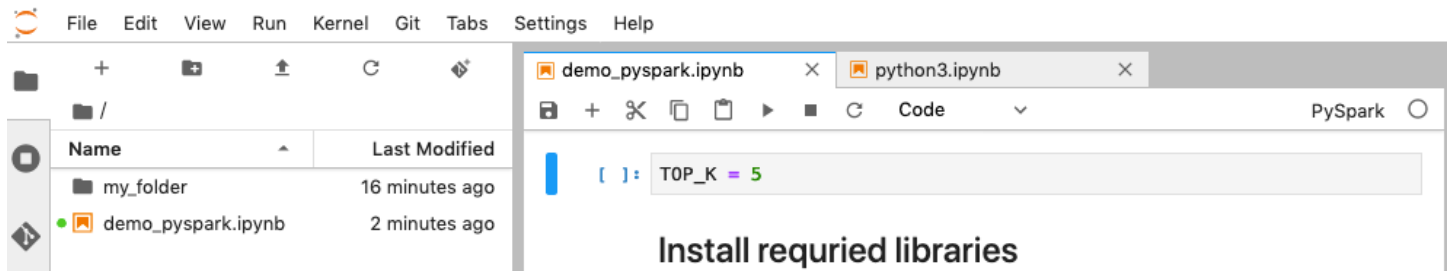 File Edit View Run Kernel Git Tabs Settings Help
demo_pyspark.ipynb python3.ipynb
/
Code PySpark
Name Last Modified
my_folder 16 minutes ago
demo_pyspark.ipynb 2 minutes ago
[ ]: TOP_K = 5
Install requried libraries